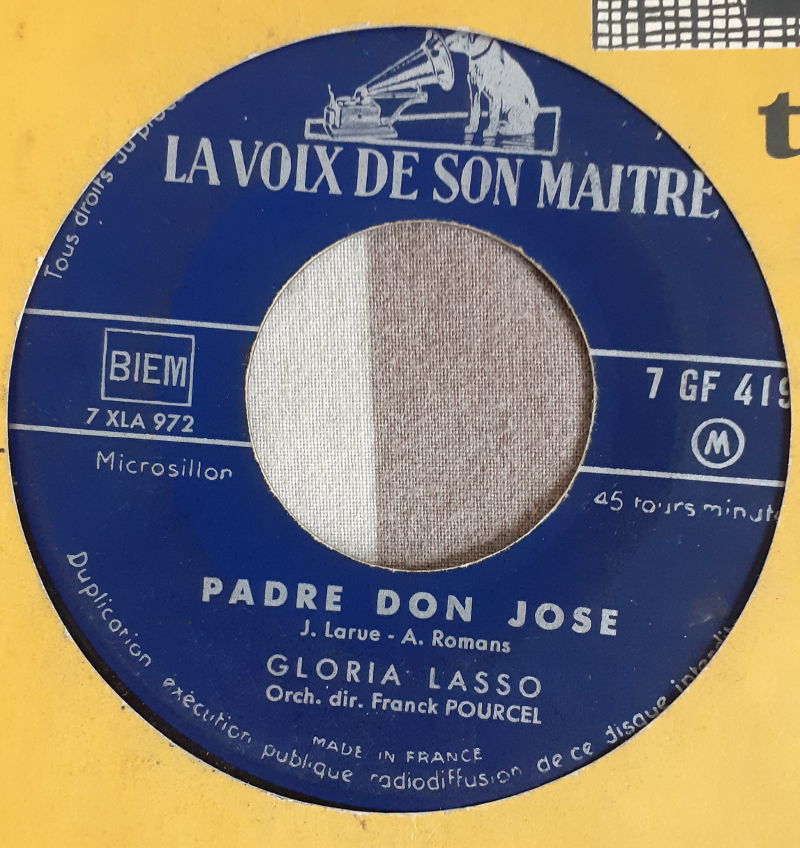 t
LA VOIX DE SON MAITRE
Tous droits du
BIEM
7 XLA 972
Microsillon
7 GF 419
M
45 tours minute
PADRE DON JOSE
J. Larue - A. Romans
GLORIA LASSO
Orch. dir. Franck POURCEL
MADE IN FRANCE
Duplication exécution publique radiodiffusion de ce disque interdit